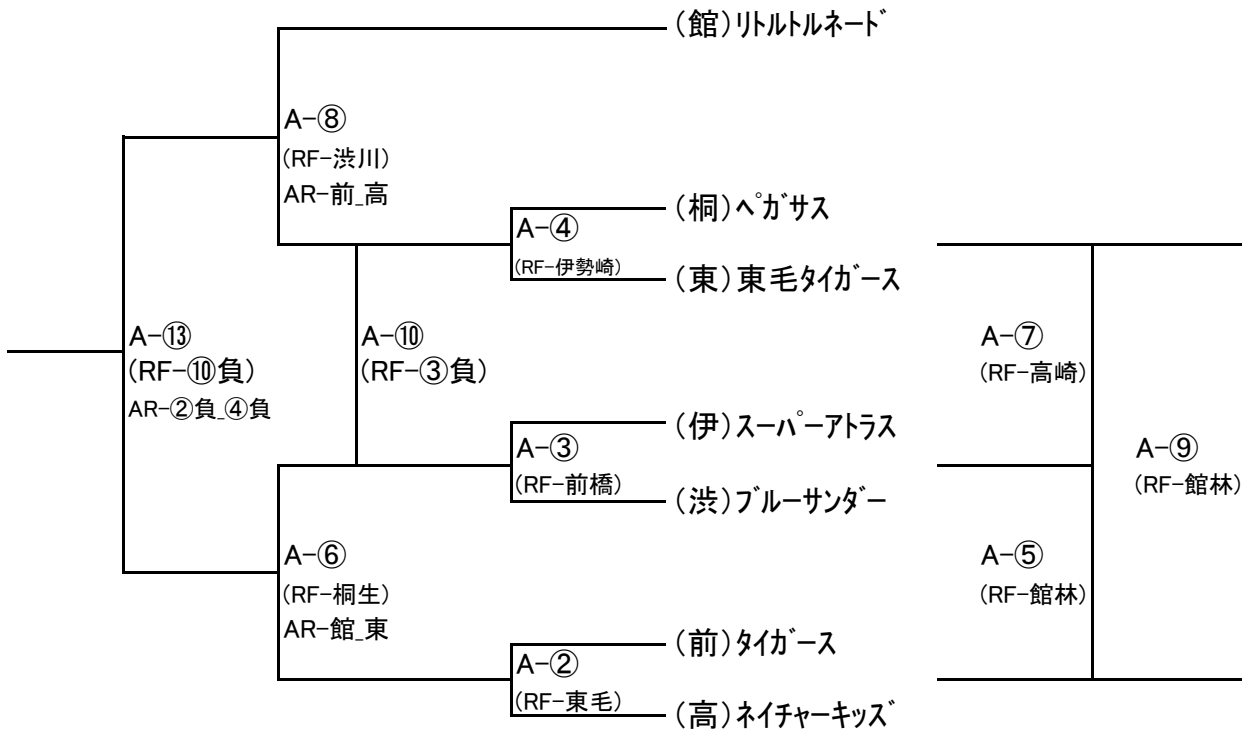 (館)リトルトルネード
A-⑧
(RF-渋川)
AR-前_高
(桐)ペガサス
A-④
(RF-伊勢崎)
(東)東毛タイガース
A-⑬
(RF-⑩負)
AR-②負_④負
A-⑩
(RF-③負)
A-⑦
(RF-高崎)
(伊)スーパーアトラス
A-③
(RF-前橋)
(渋)ブルーサンダー
A-⑨
(RF-館林)
A-⑥
(RF-桐生)
AR-館_東
A-⑤
(RF-館林)
(前)タイガース
A-②
(RF-東毛)
(高)ネイチャーキッズ